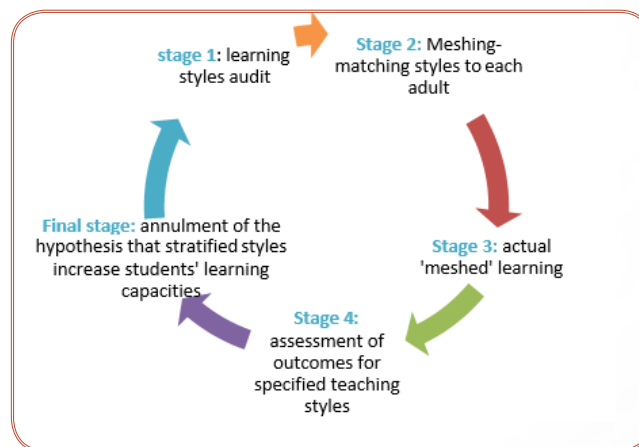 stage 1: learning
styles audit
Stage 2: Meshing-
matching styles to each
adult
Stage 3: actual
'meshed' learning
Stage 4:
assessment of
outcomes for
specified teaching
styles
Final stage: annulment of the
hypothesis that stratified styles
increase students' learning
capacities